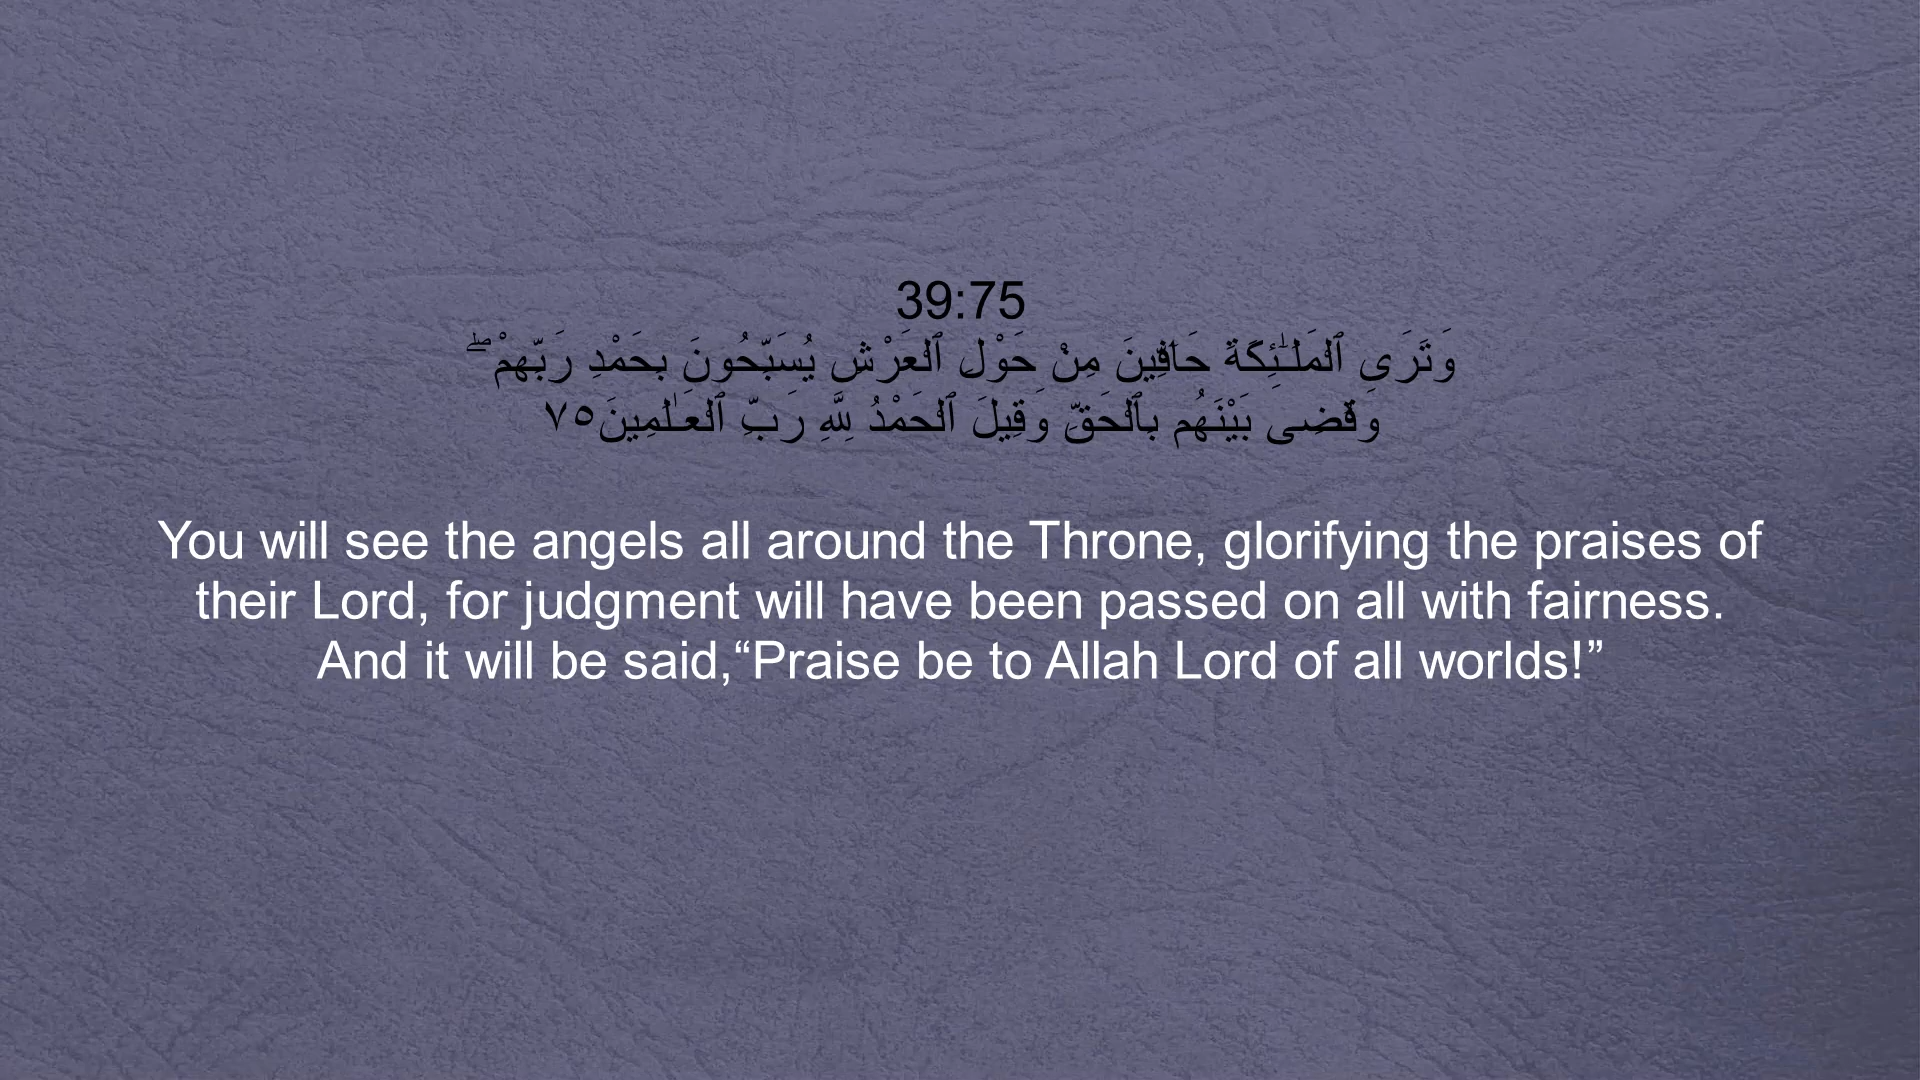 39:75
وَتَرَى ٱلْمَلَـٰٓئِكَةَ حَآفِّينَ مِنْ حَوْلِ ٱلْعَرْشِ يُسَبِّحُونَ بِحَمْدِ رَبِّهِمْ ۖ
وَقُضِىَ بَيْنَهُم بِٱلْحَقِّ وَقِيلَ ٱلْحَمْدُ لِلَّهِ رَبِّ ٱلْعَـٰلَمِينَ٧٥
You will see the angels all around the Throne, glorifying the praises of
their Lord, for judgment will have been passed on all with fairness.
And it will be said,“Praise be to Allah Lord of all worlds!”